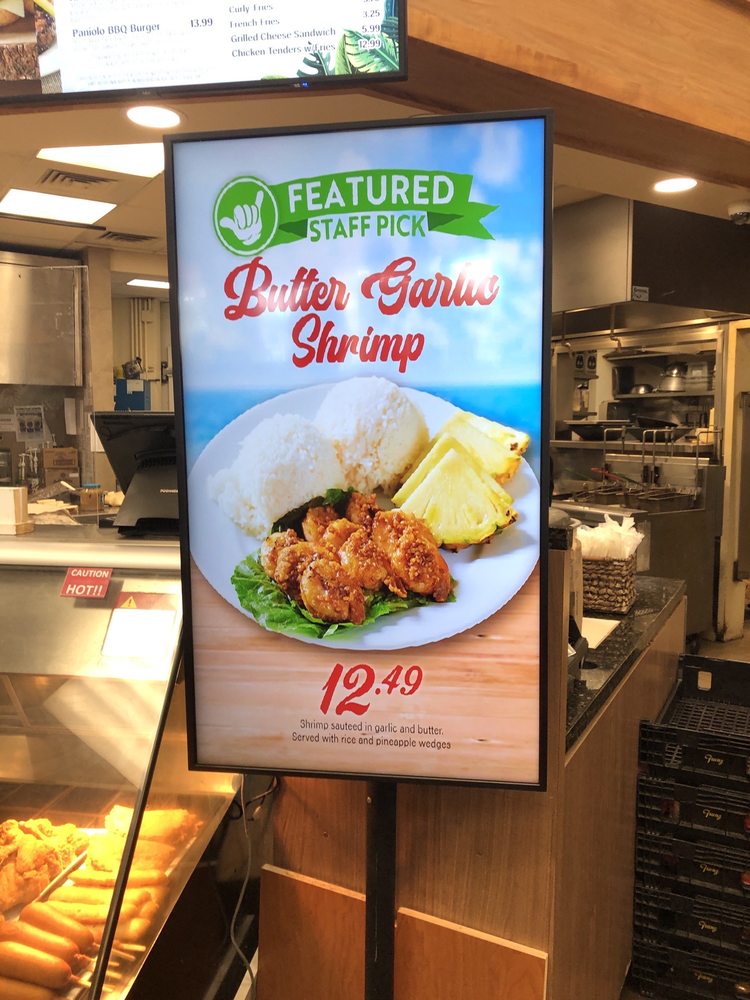 Curly Fries
Paniolo BBQ Burger 13.99
French Fries 3.25
Grilled Cheese Sandwich 5.99
Chicken Tenders w/Fries 12.99
FEATURED
STAFF PICK
Butter Garlic
Shrimp
CAUTION
HOT!!
12.49
Shrimp sauteed in garlic and butter.
Served with rice and pineapple wedges